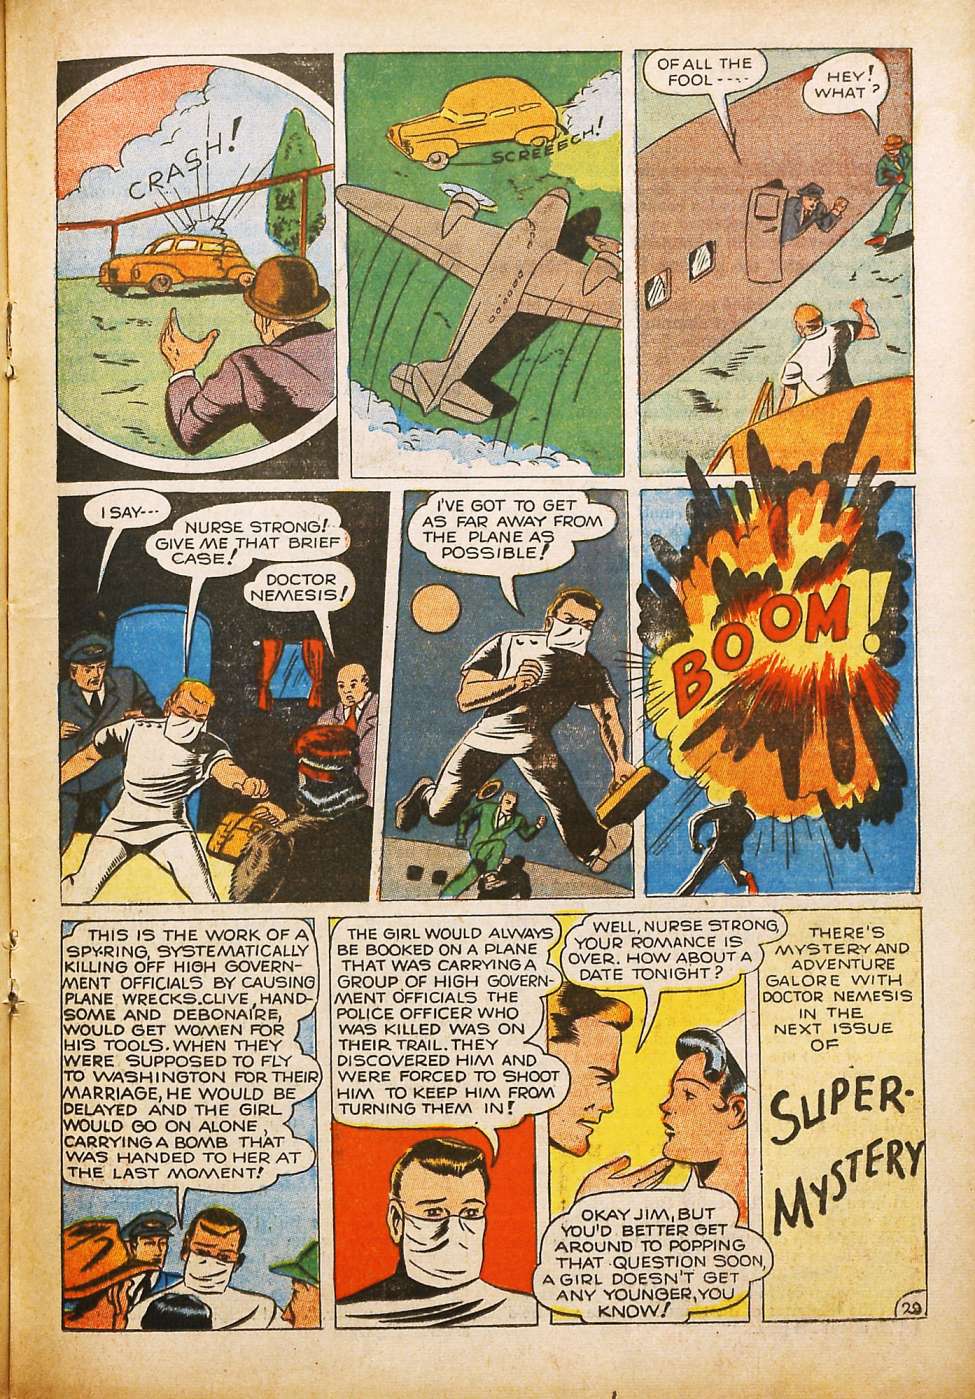 CRASH!
SCREEECH!
OF ALL THE
FOOL ----
HEY!
WHAT?
I SAY---
NURSE STRONG!
GIVE ME THAT BRIEF
CASE!
DOCTOR
NEMESIS!
I'VE GOT TO GET
AS FAR AWAY FROM
THE PLANE AS
POSSIBLE!
BOOM!
THIS IS THE WORK OF A
SPY-RING, SYSTEMATICALLY
KILLING OFF HIGH GOVERN-
MENT OFFICIALS BY CAUSING
PLANE WRECKS. CLIVE, HAND-
SOME AND DEBONAIRE,
WOULD GET WOMEN FOR
HIS TOOLS. WHEN THEY
WERE SUPPOSED TO FLY
TO WASHINGTON FOR THEIR
MARRIAGE, HE WOULD BE
DELAYED AND THE GIRL
WOULD GO ON ALONE,
CARRYING A BOMB THAT
WAS HANDED TO HER AT
THE LAST MOMENT!
THE GIRL WOULD ALWAYS
BE BOOKED ON A PLANE
THAT WAS CARRYING A
GROUP OF HIGH GOVERN-
MENT OFFICIALS THE
POLICE OFFICER WHO
WAS KILLED WAS ON
THEIR TRAIL. THEY
DISCOVERED HIM AND
WERE FORCED TO SHOOT
HIM TO KEEP HIM FROM
TURNING THEM IN!
WELL, NURSE STRONG,
YOUR ROMANCE IS
OVER. HOW ABOUT A
DATE TONIGHT?
OKAY JIM, BUT
YOU'D BETTER GET
AROUND TO POPPING
THAT QUESTION SOON,
A GIRL DOESN'T GET
ANY YOUNGER, YOU
KNOW!
THERE'S
MYSTERY AND
ADVENTURE
GALORE WITH
DOCTOR NEMESIS
IN THE
NEXT ISSUE
OF
SUPER-
MYSTERY
29